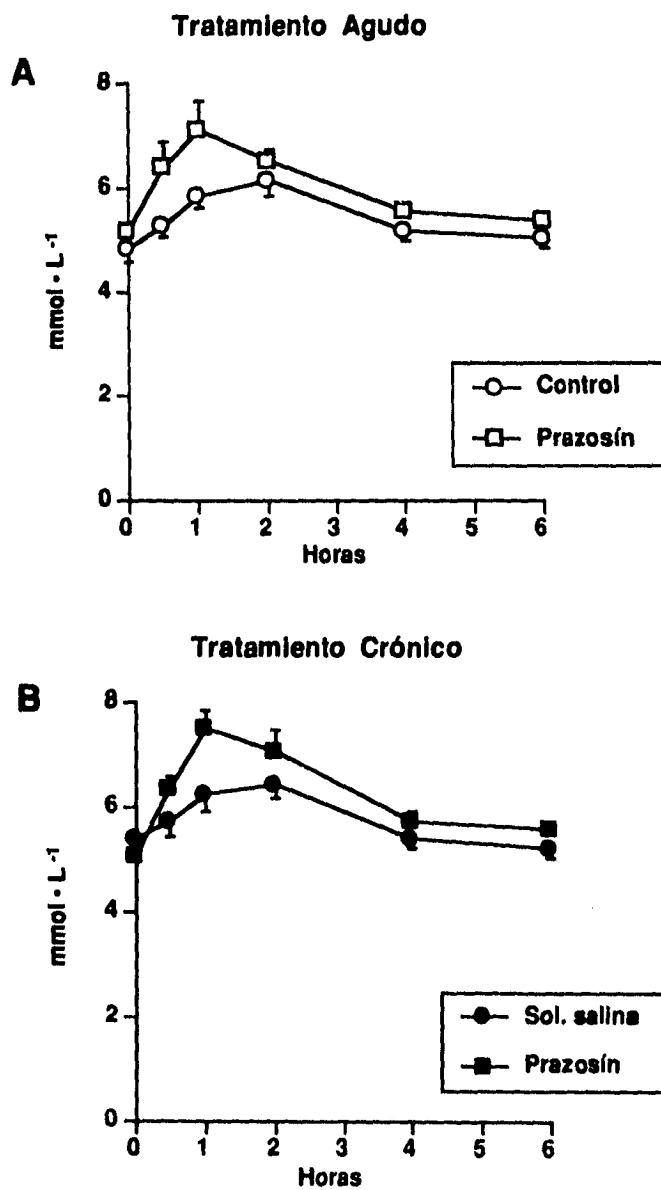 Tratamiento Agudo
A
8
6
4
2
0
mmol • L⁻¹
0 1 2 3 4 5 6
Horas
Control
Prazosín
Tratamiento Crónico
B
8
6
4
2
0
mmol • L⁻¹
0 1 2 3 4 5 6
Horas
Sol. salina
Prazosín